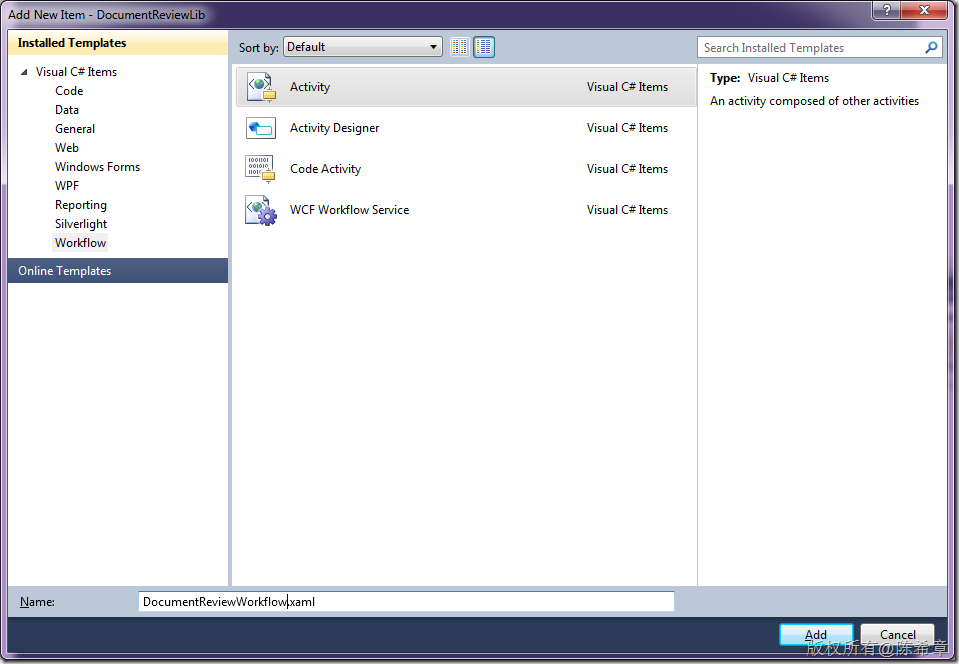 Add New Item - DocumentReviewLib
?
Installed Templates
Sort by: Default
Search Installed Templates
Visual C# Items
Code
Data
General
Web
Windows Forms
WPF
Reporting
Silverlight
Workflow
Online Templates
Activity Visual C# Items
Activity Designer Visual C# Items
Code Activity Visual C# Items
WCF Workflow Service Visual C# Items
Type: Visual C# Items
An activity composed of other activities
Name: DocumentReviewWorkflow.xaml
Add
Cancel
版权所有@陈希章